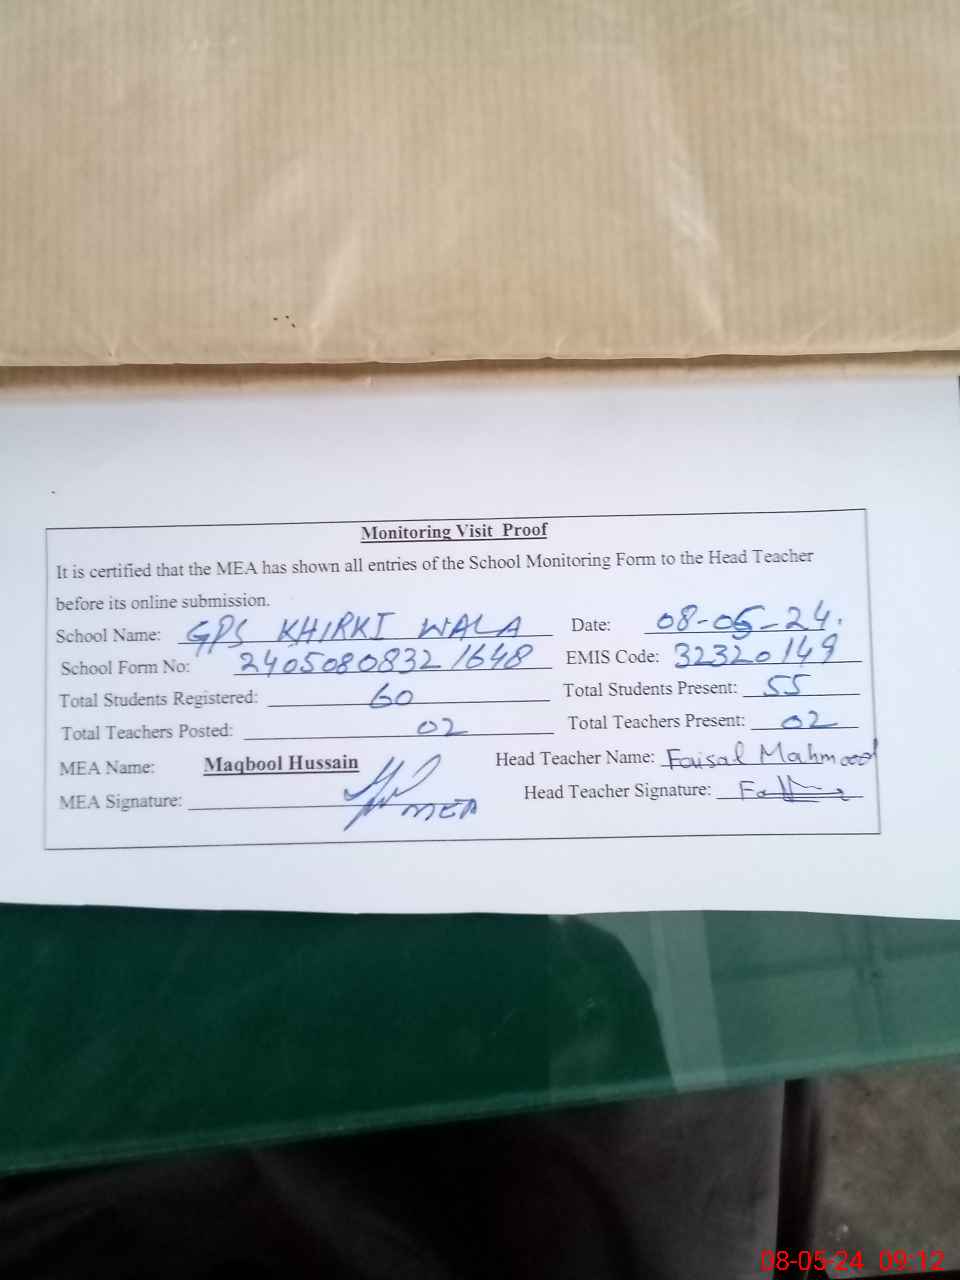 Monitoring Visit Proof
It is certified that the MEA has shown all entries of the School Monitoring Form to the Head Teacher
before its online submission.
School Name: GPS KHIRKI WALA Date: 08-05-24.
School Form No: 24050808321648 EMIS Code: 32320149
Total Students Registered: 60 Total Students Present: 55
Total Teachers Posted: 02 Total Teachers Present: 02
MEA Name: Maqbool Hussain Head Teacher Name: Faisal Mahmood
MEA Signature: MEA Head Teacher Signature:
08-05-24 09:12